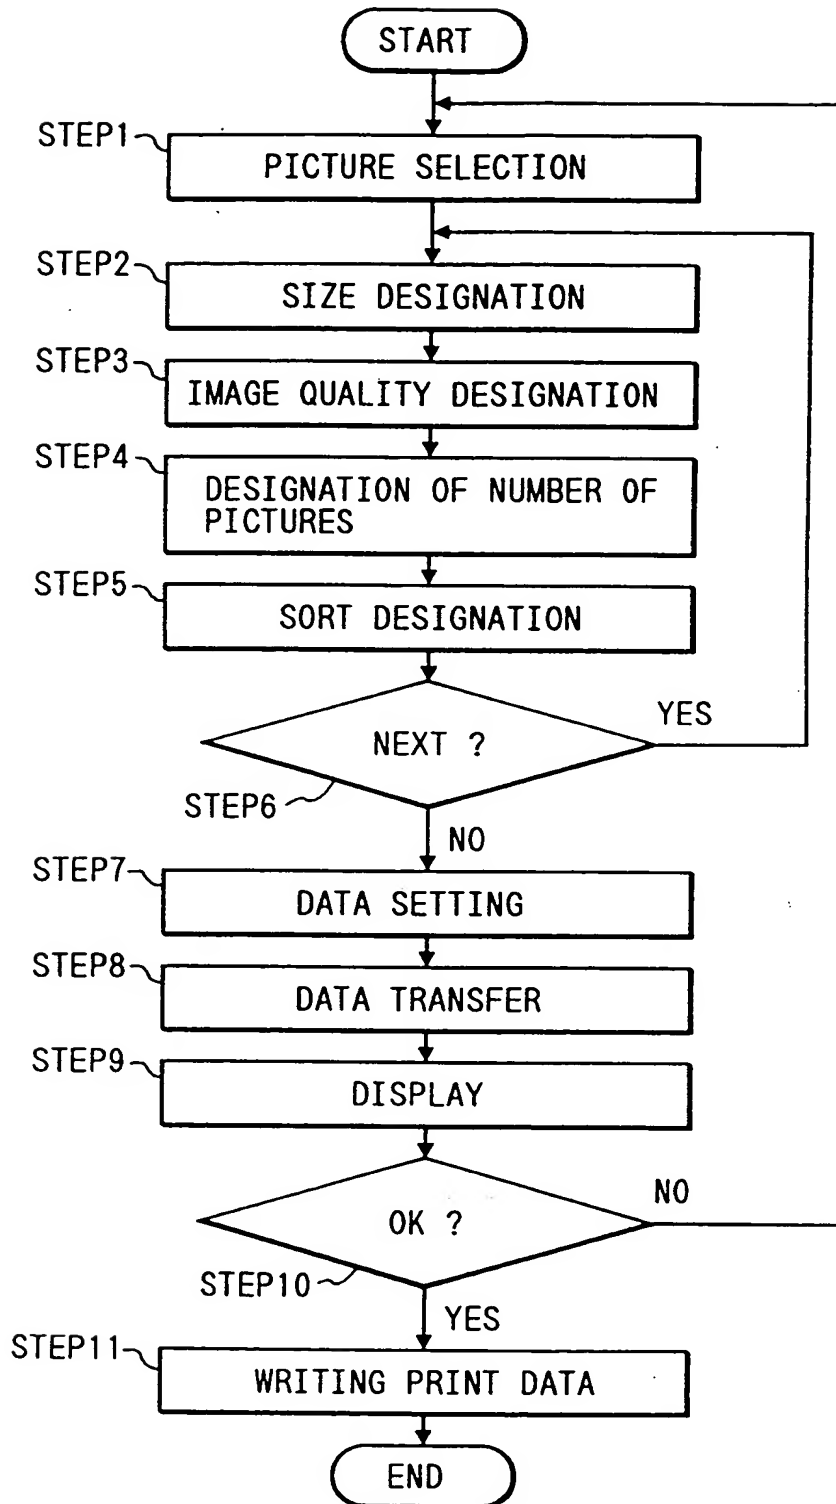 START
STEP1
PICTURE SELECTION
STEP2
SIZE DESIGNATION
STEP3
IMAGE QUALITY DESIGNATION
STEP4
DESIGNATION OF NUMBER OF
PICTURES
STEP5
SORT DESIGNATION
NEXT ?
YES
STEP6
NO
STEP7
DATA SETTING
STEP8
DATA TRANSFER
STEP9
DISPLAY
OK ?
NO
STEP10
YES
STEP11
WRITING PRINT DATA
END